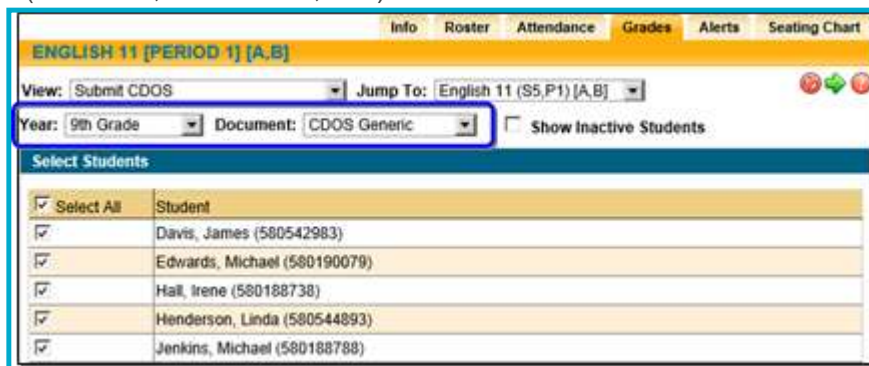 Info Roster Attendance Grades Alerts Seating Chart
ENGLISH 11 [PERIOD 1] [A,B]
View: Submit CDOS Jump To: English 11 (S5,P1) [A,B]
Year: 9th Grade Document: CDOS Generic Show Inactive Students
Select Students
Select All Student
Davis, James (580542983)
Edwards, Michael (580190079)
Hall, Irene (580188738)
Henderson, Linda (580544893)
Jenkins, Michael (580188788)